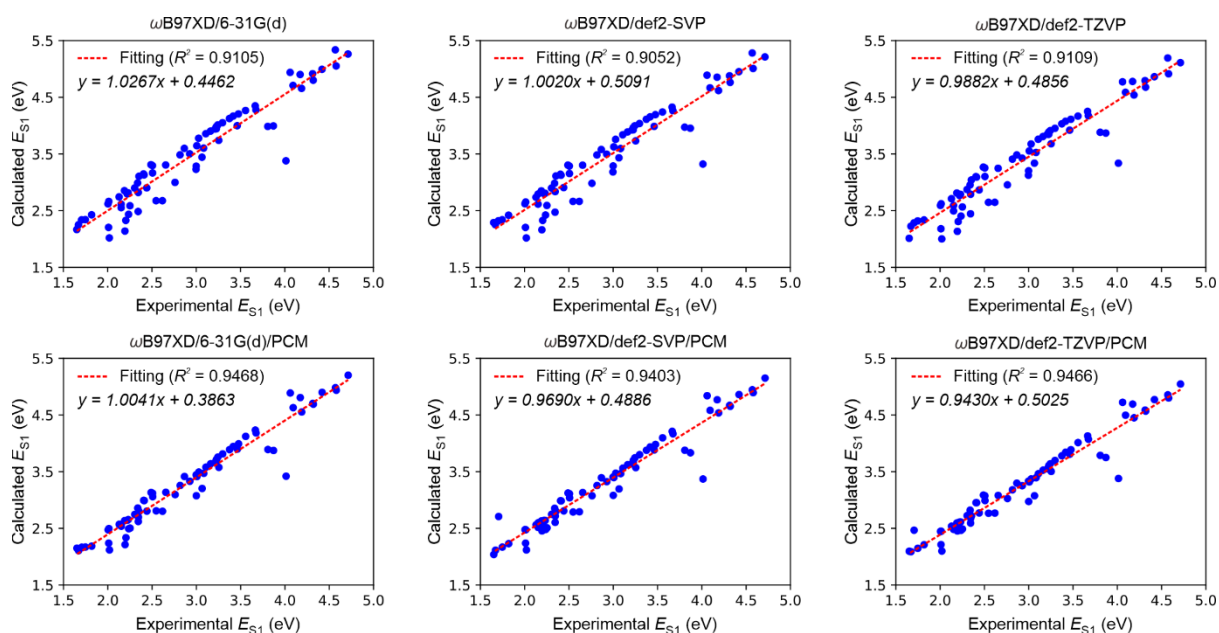 ωB97XD/6-31G(d)
5.5
4.5
3.5
2.5
1.5
Calculated E_S1 (eV)
Fitting (R² = 0.9105)
y = 1.0267x + 0.4462
1.5 2.0 2.5 3.0 3.5 4.0 4.5 5.0
Experimental E_S1 (eV)
ωB97XD/def2-SVP
5.5
4.5
3.5
2.5
1.5
Calculated E_S1 (eV)
Fitting (R² = 0.9052)
y = 1.0020x + 0.5091
1.5 2.0 2.5 3.0 3.5 4.0 4.5 5.0
Experimental E_S1 (eV)
ωB97XD/def2-TZVP
5.5
4.5
3.5
2.5
1.5
Calculated E_S1 (eV)
Fitting (R² = 0.9109)
y = 0.9882x + 0.4856
1.5 2.0 2.5 3.0 3.5 4.0 4.5 5.0
Experimental E_S1 (eV)
ωB97XD/6-31G(d)/PCM
5.5
4.5
3.5
2.5
1.5
Calculated E_S1 (eV)
Fitting (R² = 0.9468)
y = 1.0041x + 0.3863
1.5 2.0 2.5 3.0 3.5 4.0 4.5 5.0
Experimental E_S1 (eV)
ωB97XD/def2-SVP/PCM
5.5
4.5
3.5
2.5
1.5
Calculated E_S1 (eV)
Fitting (R² = 0.9403)
y = 0.9690x + 0.4886
1.5 2.0 2.5 3.0 3.5 4.0 4.5 5.0
Experimental E_S1 (eV)
ωB97XD/def2-TZVP/PCM
5.5
4.5
3.5
2.5
1.5
Calculated E_S1 (eV)
Fitting (R² = 0.9466)
y = 0.9430x + 0.5025
1.5 2.0 2.5 3.0 3.5 4.0 4.5 5.0
Experimental E_S1 (eV)